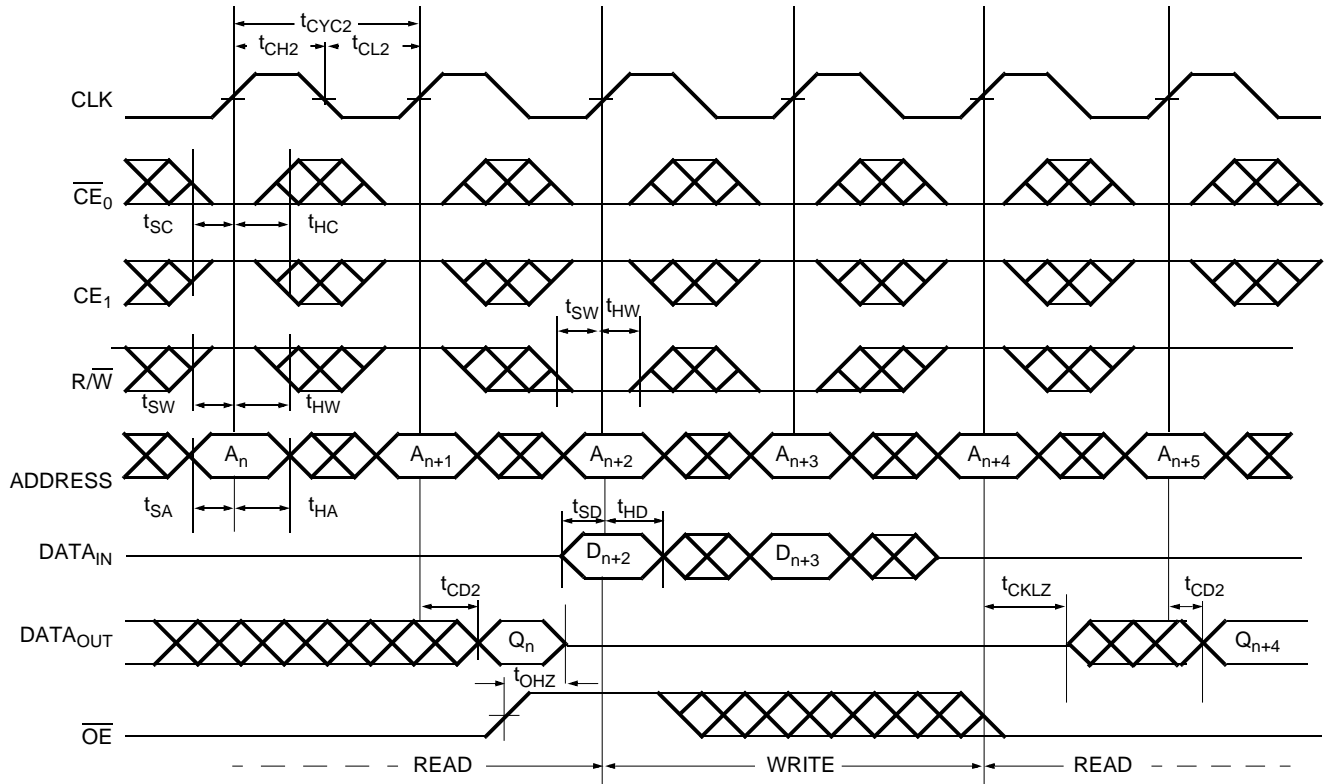 tCYC2
tCH2 tCL2
CLK
CE0
tSC tHC
CE1
tSW tHW
R/W
tSW tHW
An An+1 An+2 An+3 An+4 An+5
ADDRESS
tSA tHA
tSD tHD
DATAIN Dn+2 Dn+3
tCD2 tCKLZ tCD2
DATAOUT Qn Qn+4
tOHZ
OE
READ WRITE READ